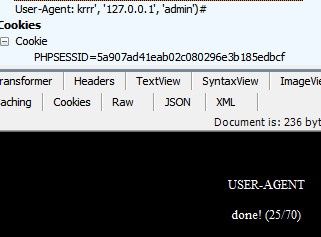 User-Agent: krrr', '127.0.0.1', 'admin')#
Cookies
Cookie
PHPSESSID=5a907ad41eab02c080296e3b185edbcf
ransformer Headers TextView SyntaxView ImageVi
aching Cookies Raw JSON XML
Document is: 236 byt
USER-AGENT
done! (25/70)